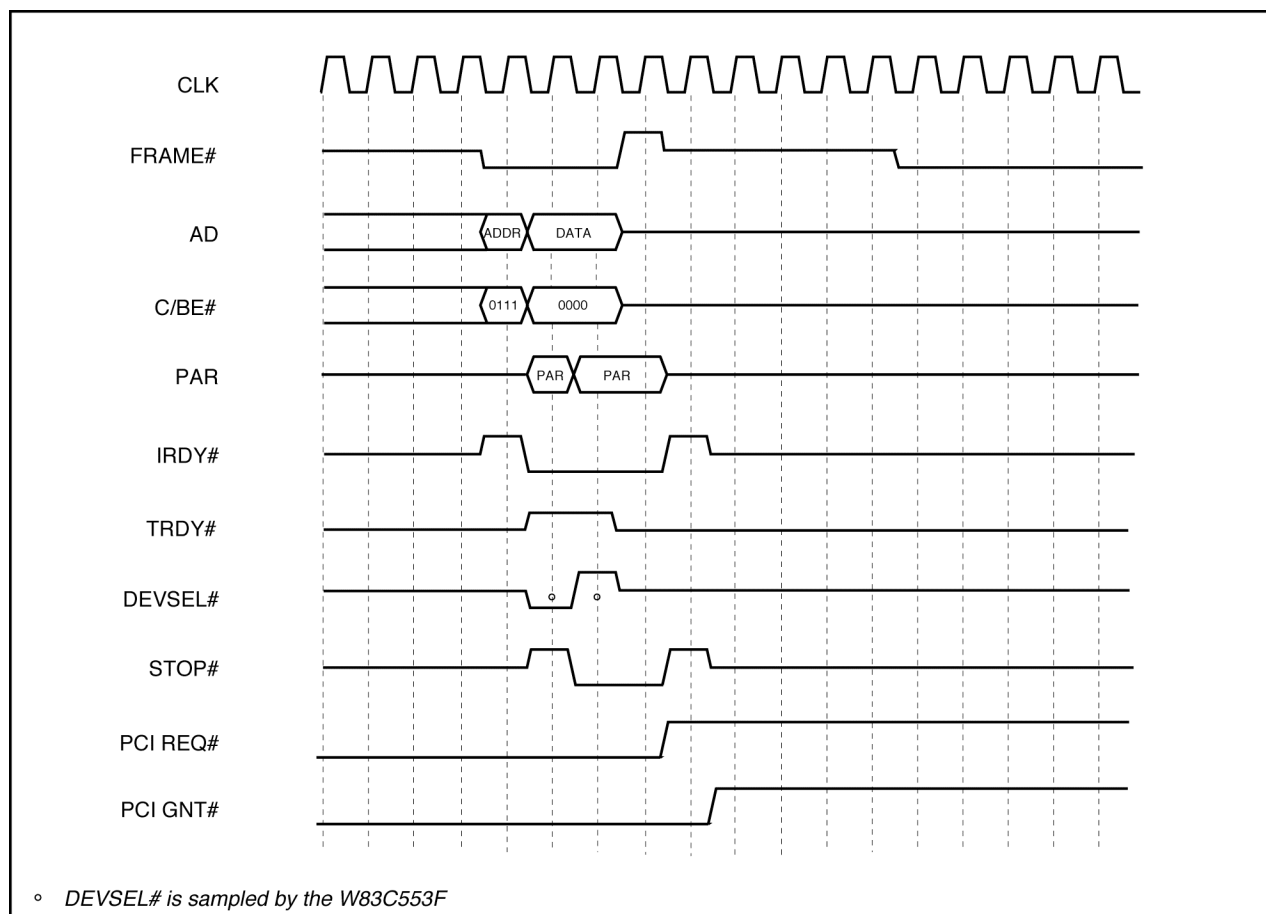 CLK
FRAME#
AD
ADDR DATA
C/BE#
0111 0000
PAR
PAR PAR
IRDY#
TRDY#
DEVSEL#
STOP#
PCI REQ#
PCI GNT#
° DEVSEL# is sampled by the W83C553F